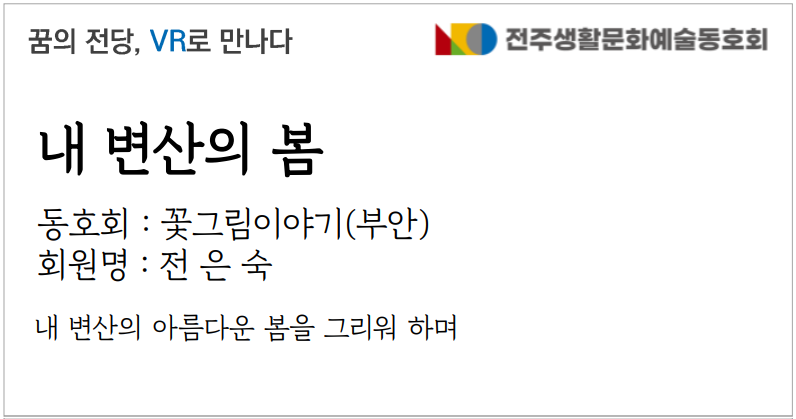 꿈의 전당, VR로 만나다
전주생활문화예술동호회
내 변산의 봄
동호회 : 꽃그림이야기(부안)
회원명 : 전 은 숙
내 변산의 아름다운 봄을 그리워 하며